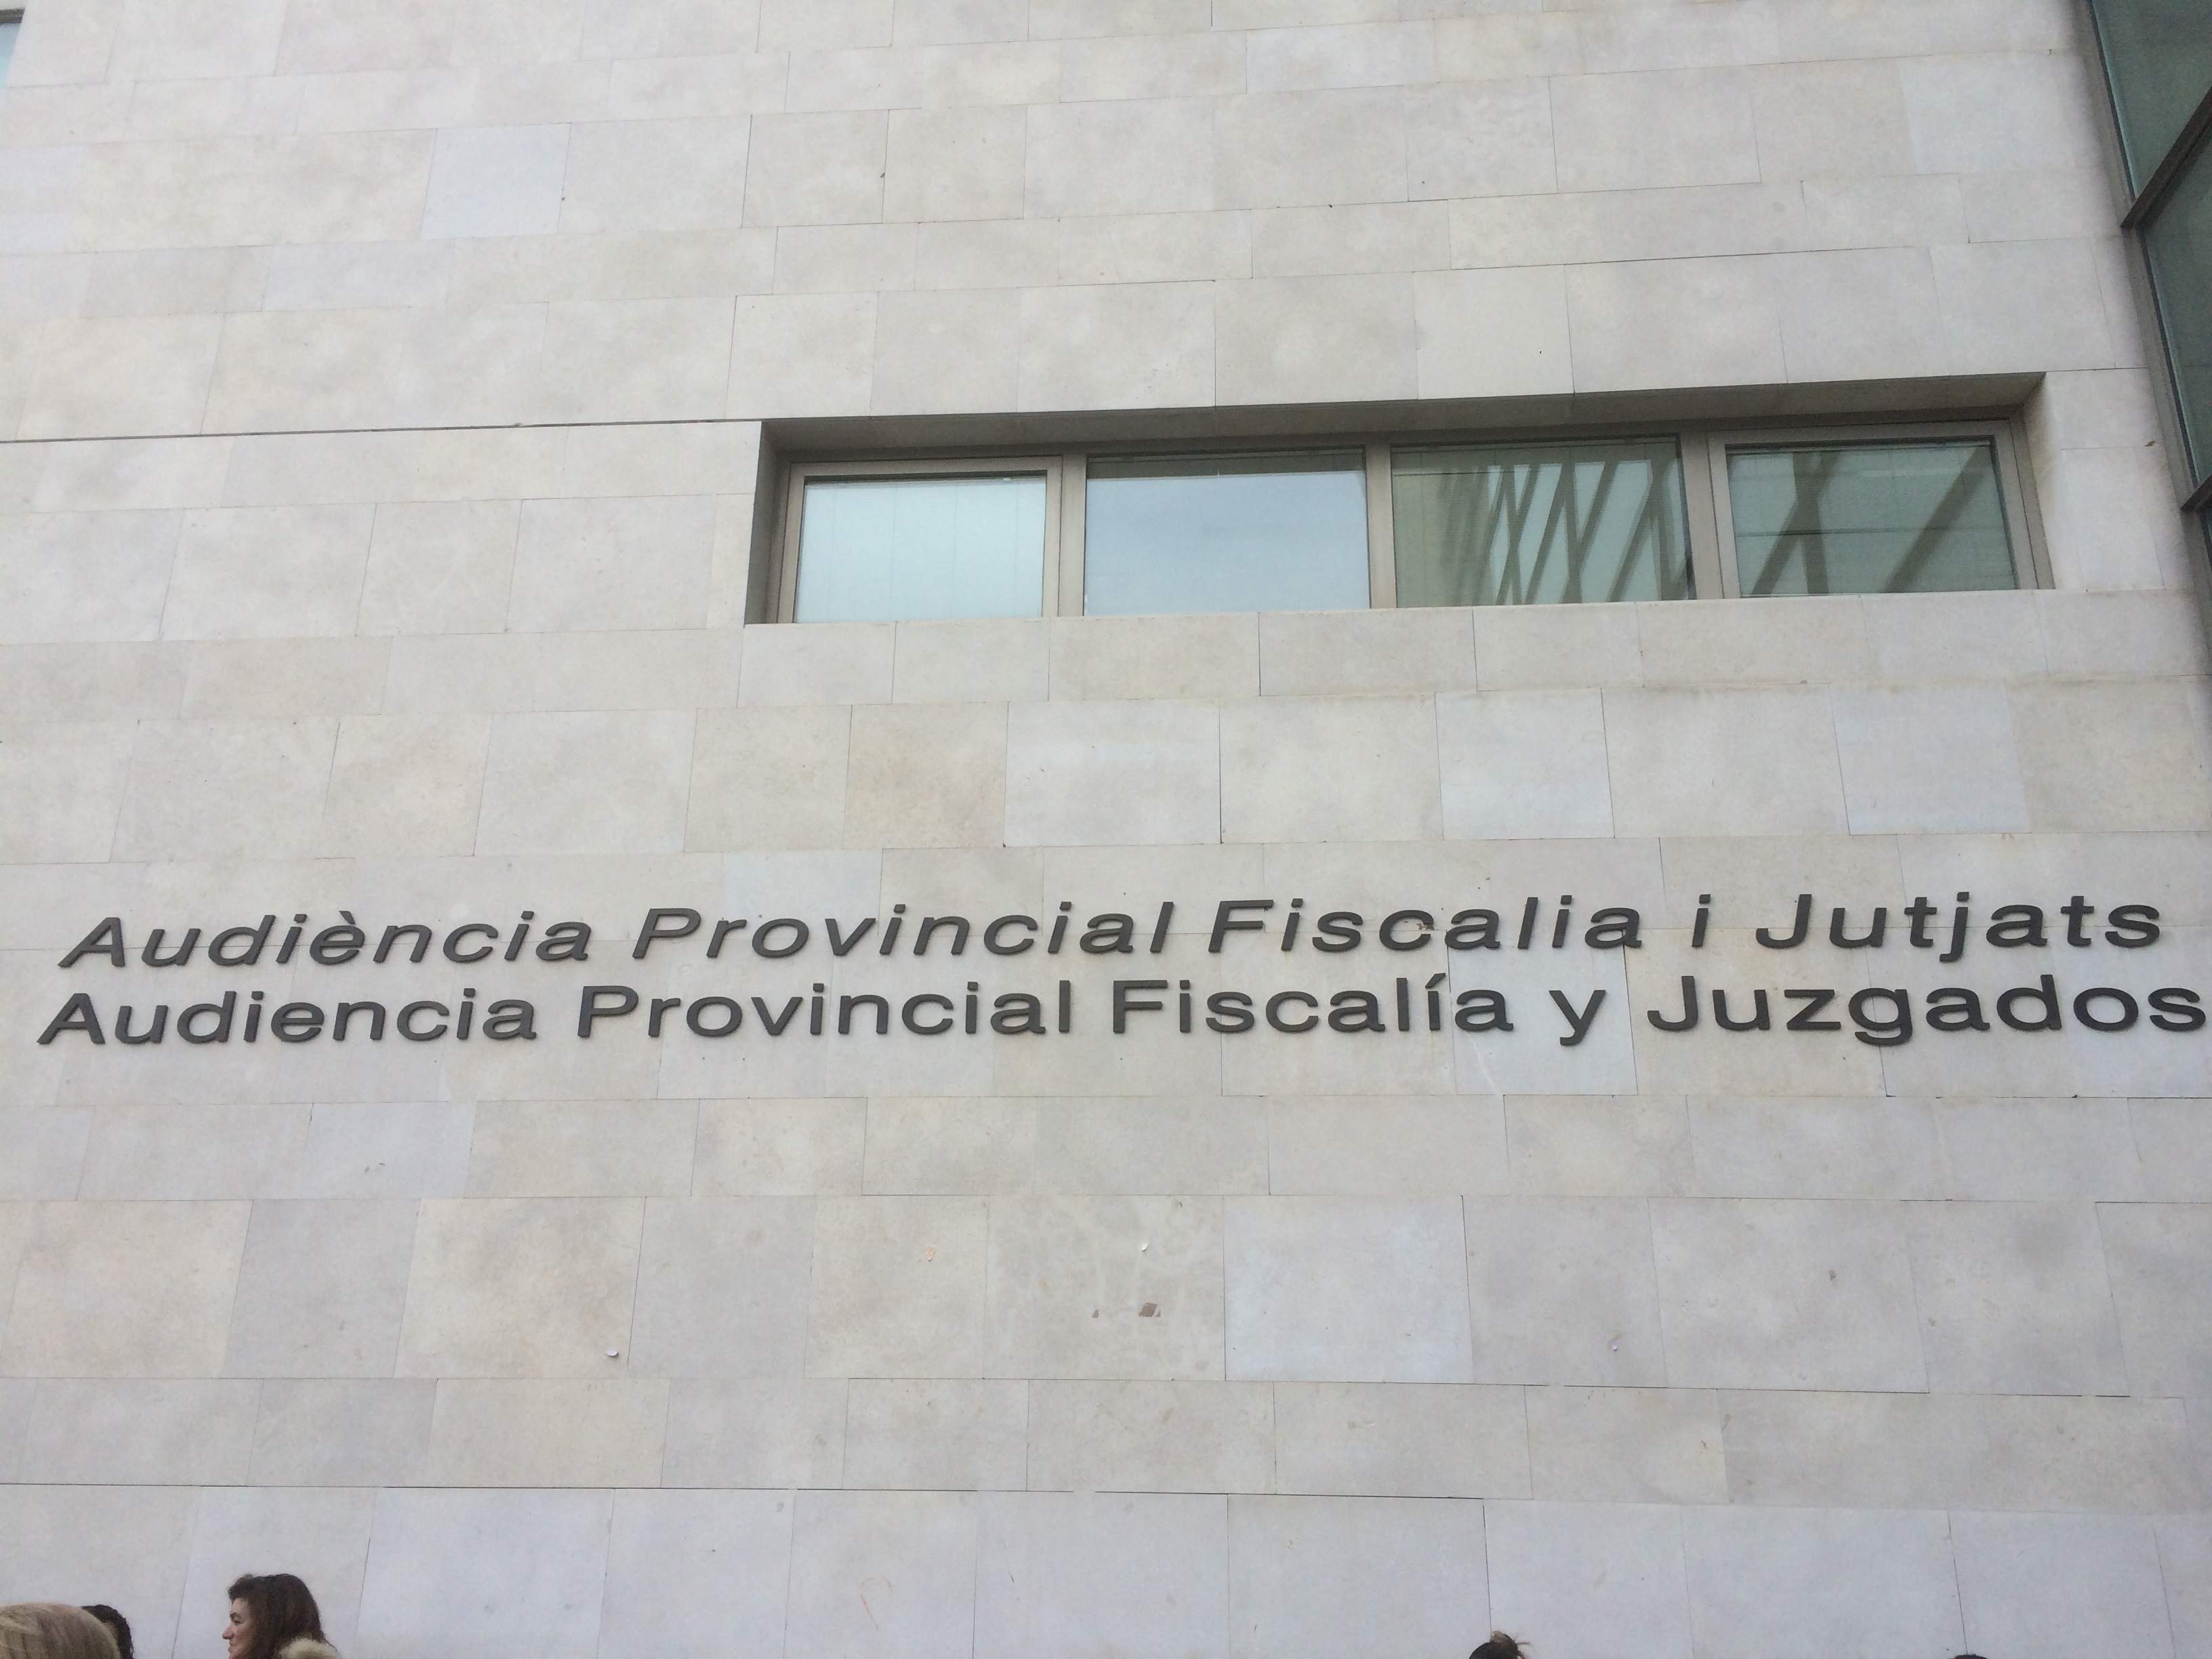 Audiència Provincial Fiscalia i Jutjats
Audiencia Provincial Fiscalía y Juzgados